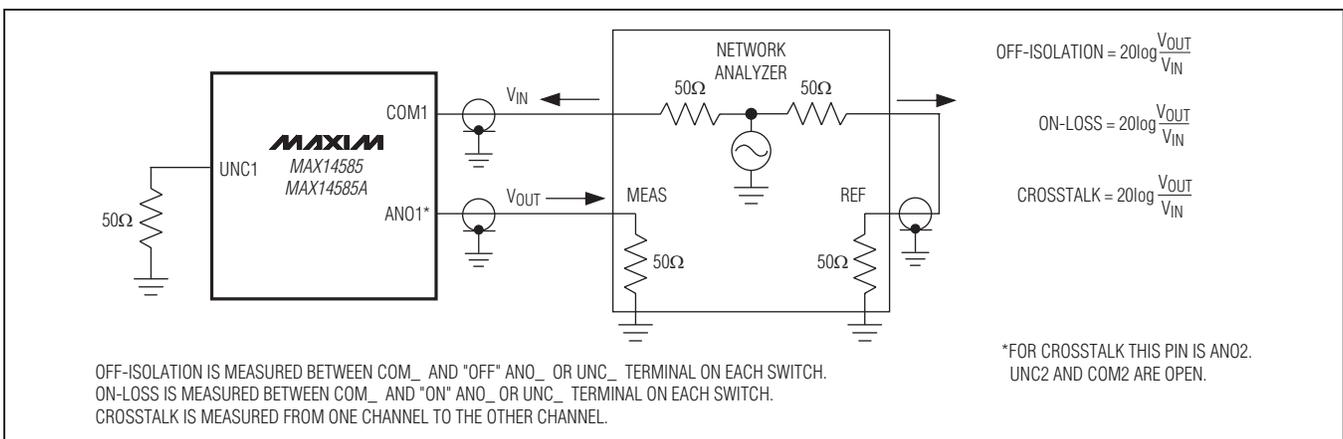 NETWORK
ANALYZER
50Ω
50Ω
OFF-ISOLATION = 20log VOUT/VIN
COM1
VIN
ON-LOSS = 20log VOUT/VIN
MAXIM
MAX14585
MAX14585A
UNC1
CROSSTALK = 20log VOUT/VIN
50Ω
ANO1*
VOUT
MEAS
REF
50Ω
50Ω
*FOR CROSSTALK THIS PIN IS ANO2.
UNC2 AND COM2 ARE OPEN.
OFF-ISOLATION IS MEASURED BETWEEN COM_ AND "OFF" ANO_ OR UNC_ TERMINAL ON EACH SWITCH.
ON-LOSS IS MEASURED BETWEEN COM_ AND "ON" ANO_ OR UNC_ TERMINAL ON EACH SWITCH.
CROSSTALK IS MEASURED FROM ONE CHANNEL TO THE OTHER CHANNEL.